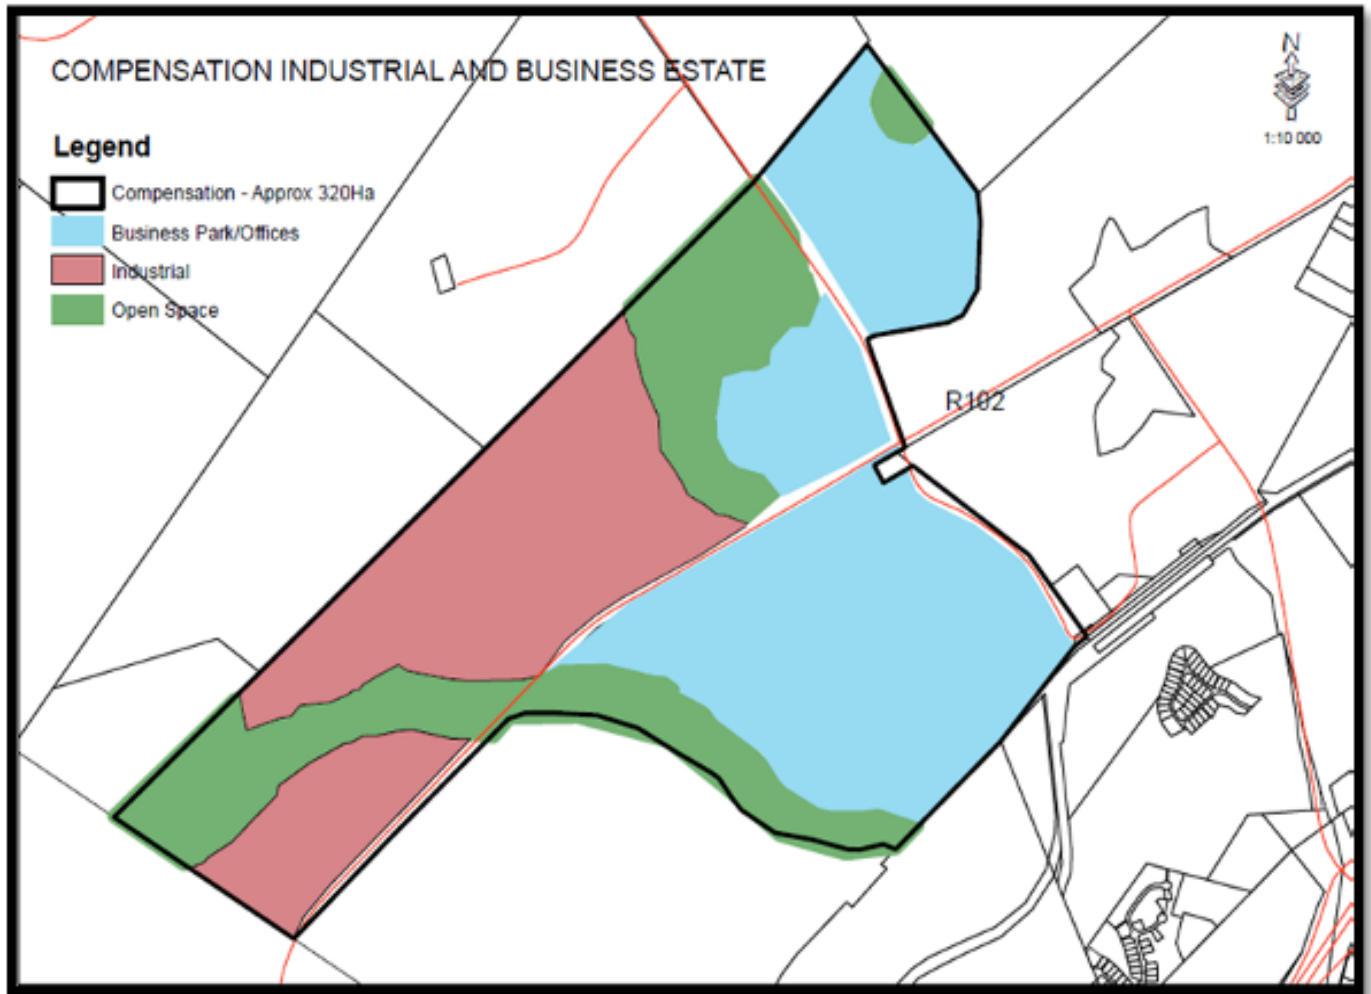 COMPENSATION INDUSTRIAL AND BUSINESS ESTATE
N
1:10 000
Legend
Compensation - Approx 320Ha
Business Park/Offices
Industrial
Open Space
R102